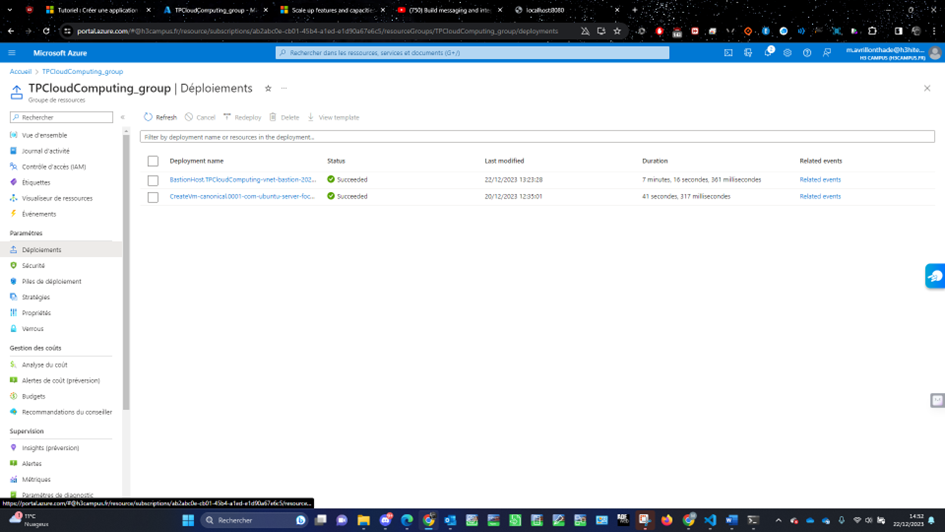 Tutoriel : Créer une application
TPCloudComputing_group - M
Scale up features and capacities
(750) Build messaging and inter
localhost:8080
portal.azure.com/#@h3campus.fr/resource/subscriptions/ab2abc0e-cb01-45b4-a1ed-e1d90a67e6c5/resourceGroups/TPCloudComputing_group/deployments
Microsoft Azure
Rechercher dans les ressources, services et documents (G+/)
m.avrillonthade@h3hite...
H3 CAMPUS (H3CAMPUS.FR)
Accueil > TPCloudComputing_group
TPCloudComputing_group | Déploiements
Groupe de ressources
Rechercher
Refresh
Cancel
Redeploy
Delete
View template
Filter by deployment name or resources in the deployment...
Vue d'ensemble
Journal d'activité
Contrôle d'accès (IAM)
Étiquettes
Visualiseur de ressources
Événements
Paramètres
Déploiements
Sécurité
Piles de déploiement
Stratégies
Propriétés
Verrous
Gestion des coûts
Analyse du coût
Alertes de coût (préversion)
Budgets
Recommandations du conseiller
Supervision
Insights (préversion)
Alertes
Métriques
Paramètres de diagnostic
Deployment name Status Last modified Duration Related events
BastionHost.TPCloudComputing-vnet-bastion-202... Succeeded 22/12/2023 13:23:28 7 minutes, 16 seconds, 361 milliseconds Related events
CreateVm-canonical.0001-com-ubuntu-server-foc... Succeeded 20/12/2023 12:35:01 41 seconds, 317 milliseconds Related events
https://portal.azure.com/#@h3campus.fr/resource/subscriptions/ab2abc0e-cb01-45b4-a1ed-e1d90a67e6c5/resource...
11°C
Nuageux
Rechercher
14:52
22/12/2023